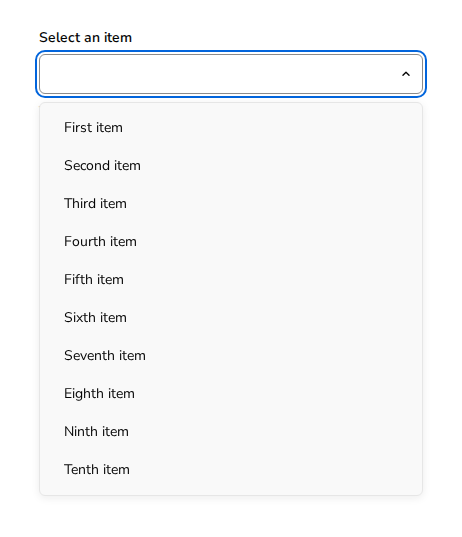 Select an item
First item
Second item
Third item
Fourth item
Fifth item
Sixth item
Seventh item
Eighth item
Ninth item
Tenth item